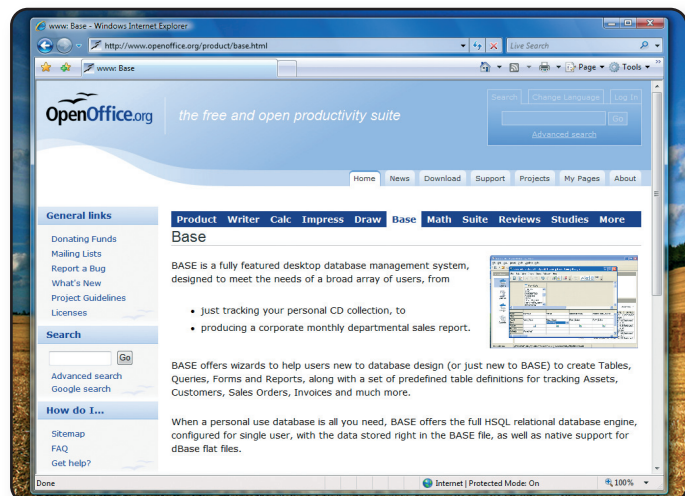 www: Base - Windows Internet Explorer
http://www.openoffice.org/product/base.html
Live Search
www: Base
Page
Tools
OpenOffice.org
the free and open productivity suite
Search
Change Language
Log In
Go
Advanced search
Home
News
Download
Support
Projects
My Pages
About
General links
Donating Funds
Mailing Lists
Report a Bug
What's New
Project Guidelines
Licenses
Search
Go
Advanced search
Google search
How do I...
Sitemap
FAQ
Get help?
Product Writer Calc Impress Draw Base Math Suite Reviews Studies More
Base
BASE is a fully featured desktop database management system,
designed to meet the needs of a broad array of users, from
• just tracking your personal CD collection, to
• producing a corporate monthly departmental sales report.
BASE offers wizards to help users new to database design (or just new to BASE) to create Tables,
Queries, Forms and Reports, along with a set of predefined table definitions for tracking Assets,
Customers, Sales Orders, Invoices and much more.
When a personal use database is all you need, BASE offers the full HSQL relational database engine,
configured for single user, with the data stored right in the BASE file, as well as native support for
dBase flat files.
Done
Internet | Protected Mode: On
100%